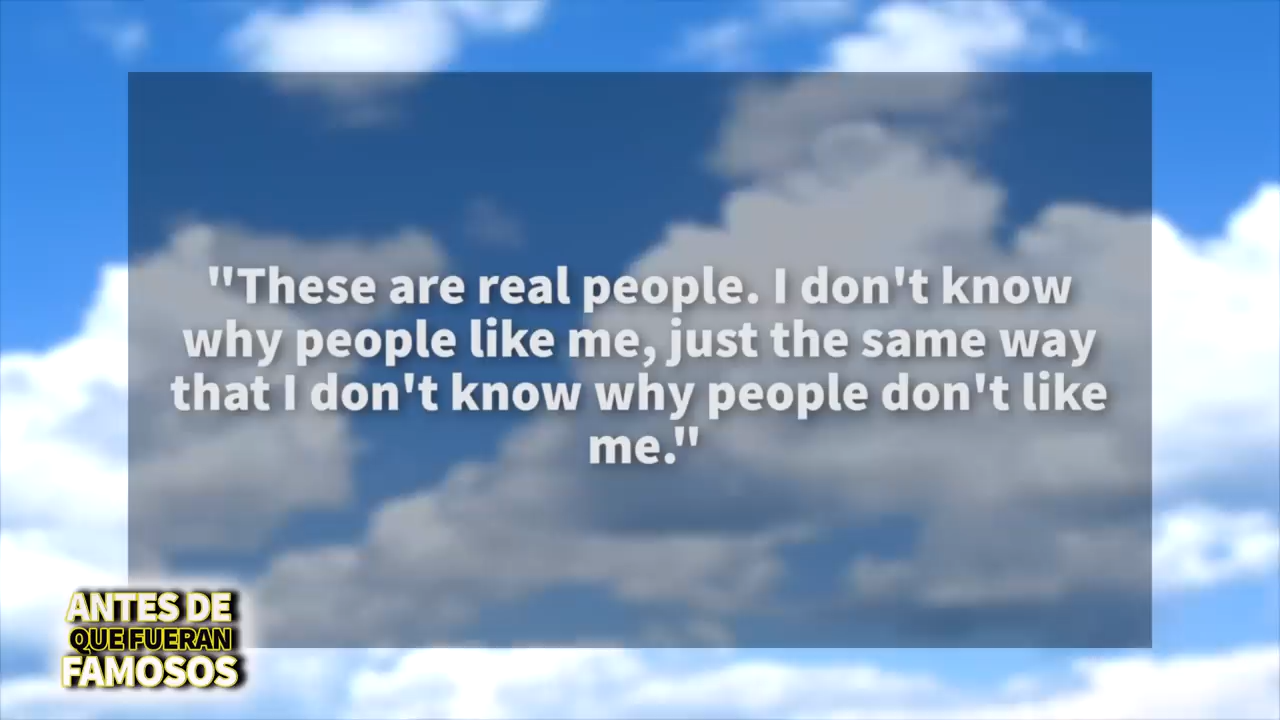 "These are real people. I don't know
why people like me, just the same way
that I don't know why people don't like
me."
ANTES DE
QUE FUERAN
FAMOSOS